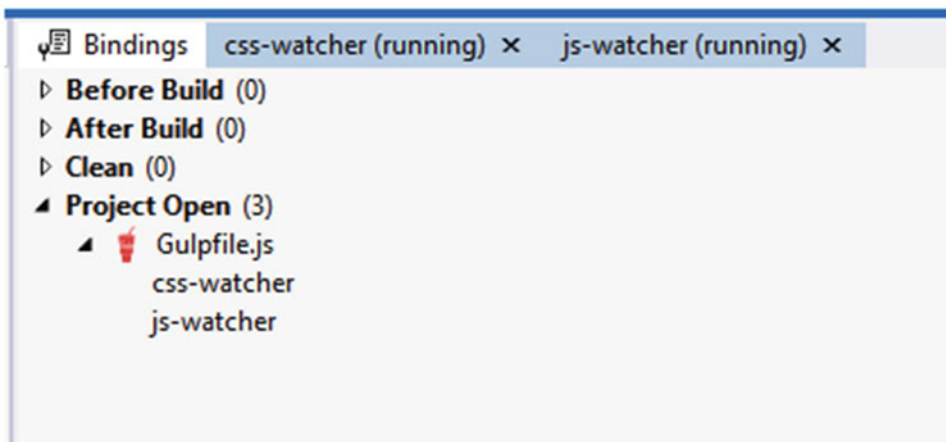 Bindings css-watcher (running) × js-watcher (running) ×
Before Build (0)
After Build (0)
Clean (0)
Project Open (3)
Gulpfile.js
css-watcher
js-watcher